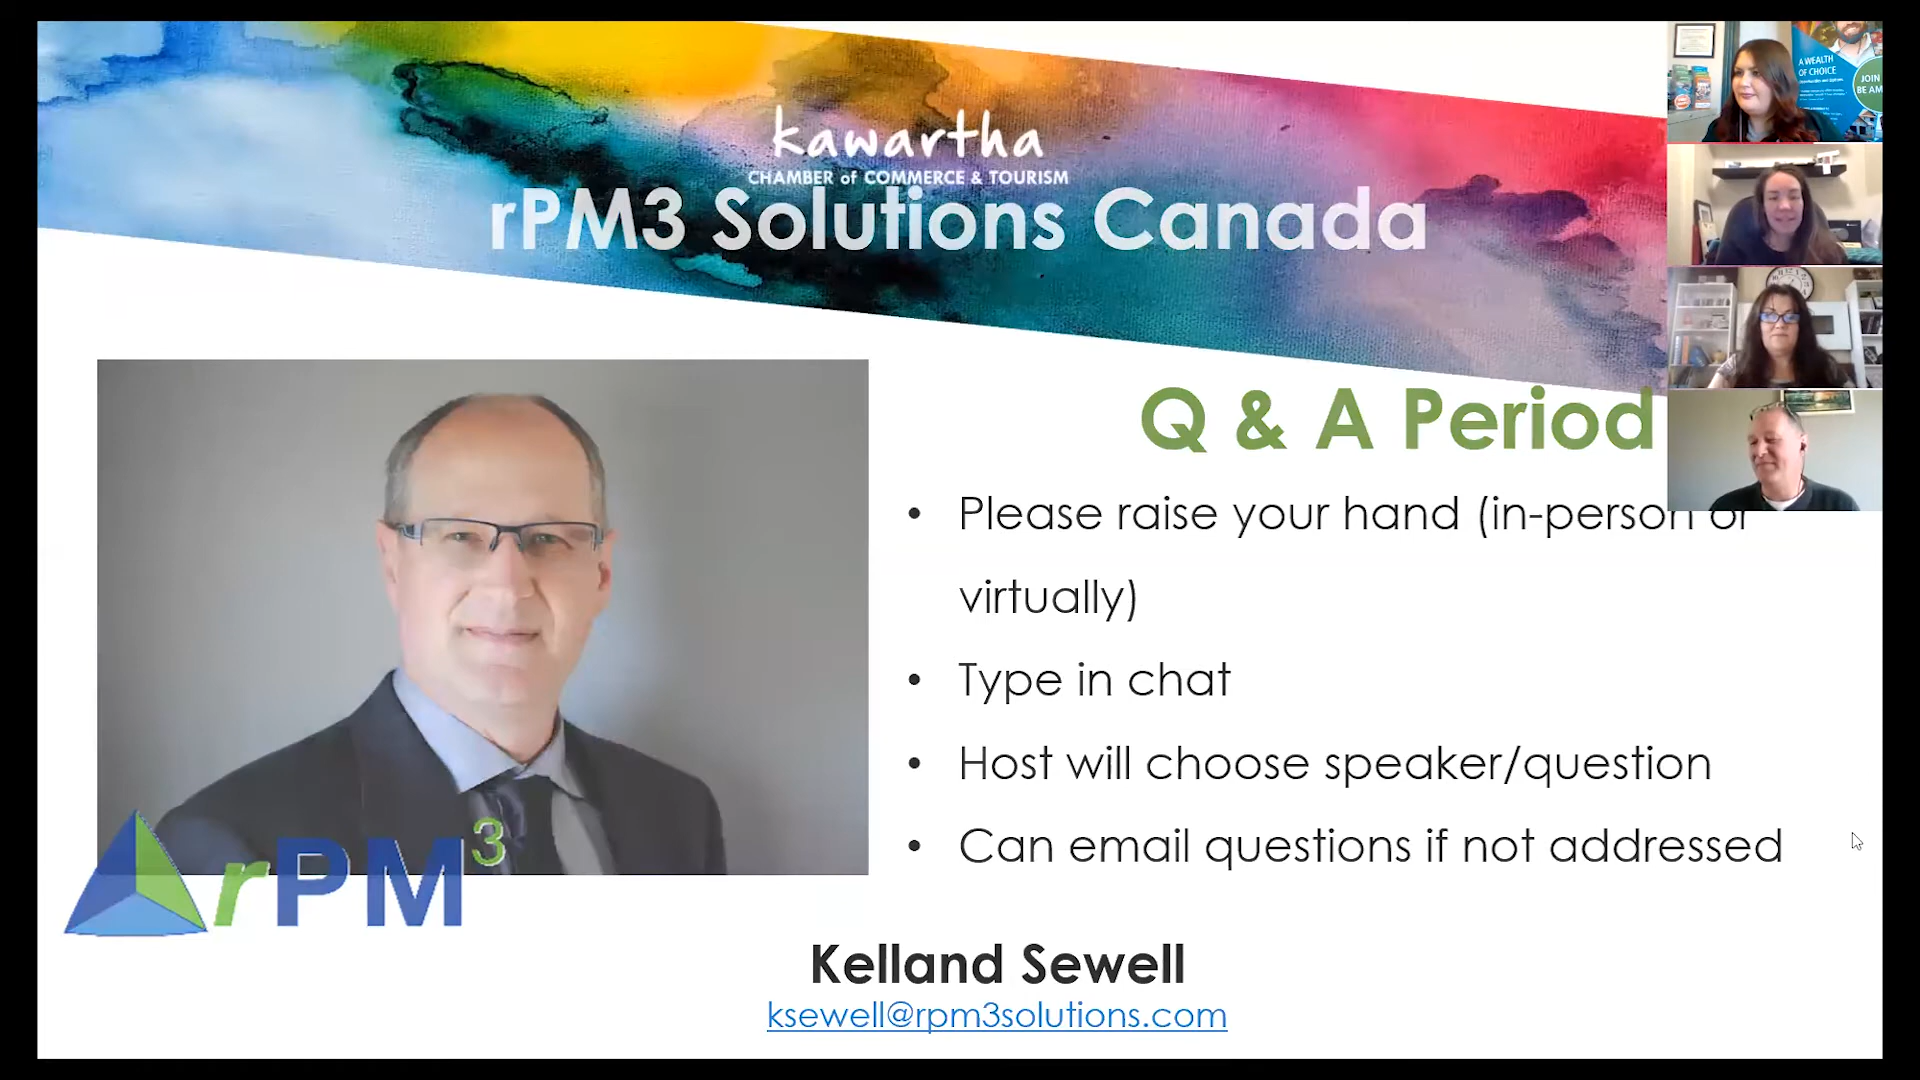 kawartha
CHAMBER of COMMERCE & TOURISM
rPM3 Solutions Canada
A WEALTH
OF CHOICE
JOIN
BE AM
Q & A Period
• Please raise your hand (in-person or
virtually)
• Type in chat
• Host will choose speaker/question
• Can email questions if not addressed
rPM3
Kelland Sewell
ksewell@rpm3solutions.com